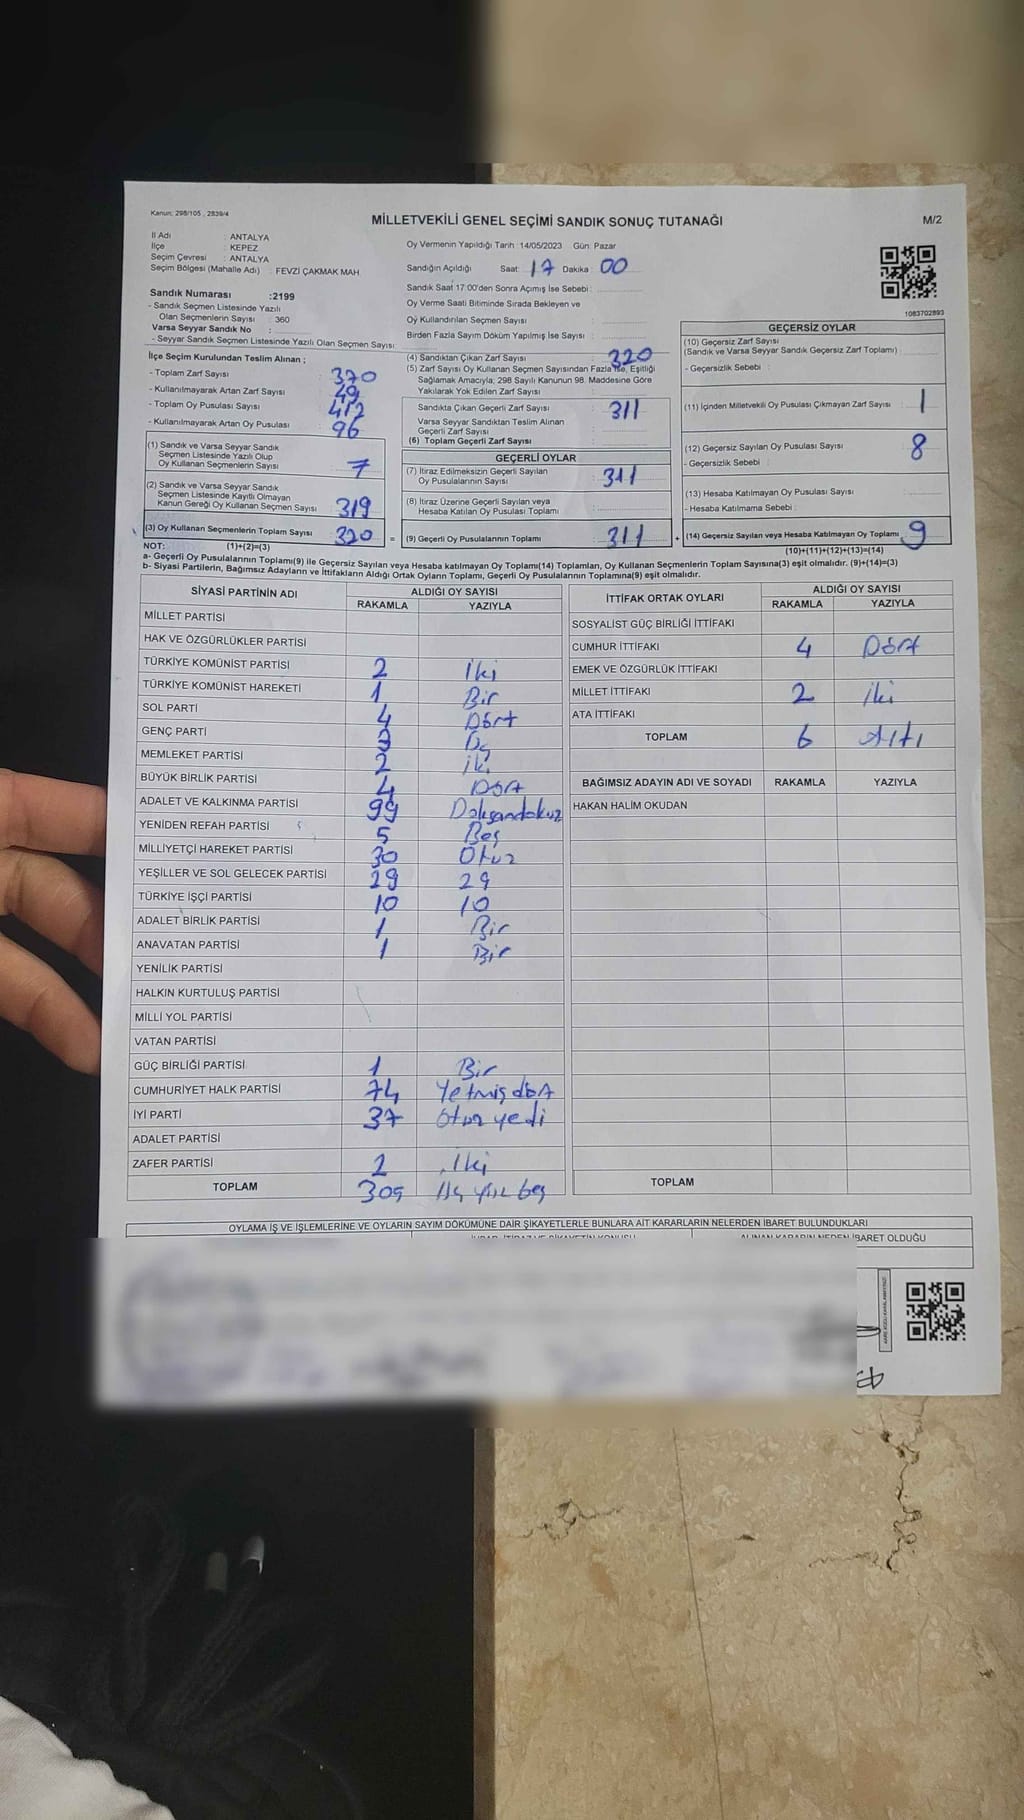 Kanun: 298/105 , 2839/4
MİLLETVEKİLİ GENEL SEÇİMİ SANDIK SONUÇ TUTANAĞI
M/2
İl Adı : ANTALYA
İlçe : KEPEZ
Seçim Çevresi : ANTALYA
Seçim Bölgesi (Mahalle Adı) : FEVZİ ÇAKMAK MAH
Oy Vermenin Yapıldığı Tarih :14/05/2023 Gün: Pazar
Sandığın Açıldığı Saat: 17 Dakika : 00
Sandık Saat 17:00'den Sonra Açılmış İse Sebebi :
Oy Verme Saati Bitiminde Sırada Bekleyen ve
Oy Kullandırılan Seçmen Sayısı :
Birden Fazla Sayım Döküm Yapılmış İse Sayısı :
1083702893
Sandık Numarası :2199
- Sandık Seçmen Listesinde Yazılı
Olan Seçmenlerin Sayısı : 360
Varsa Seyyar Sandık No :
- Seyyar Sandık Seçmen Listesinde Yazılı Olan Seçmen Sayısı
İlçe Seçim Kurulundan Teslim Alınan ;
- Toplam Zarf Sayısı : 370
- Kullanılmayarak Artan Zarf Sayısı : 49
- Toplam Oy Pusulası Sayısı : 412
- Kullanılmayarak Artan Oy Pusulası : 96
(1) Sandık ve Varsa Seyyar Sandık
Seçmen Listesinde Yazılı Olup
Oy Kullanan Seçmenlerin Sayısı : 7
(2) Sandık ve Varsa Seyyar Sandık
Seçmen Listesinde Kayıtlı Olmayan
Kanun Gereği Oy Kullanan Seçmen Sayısı : 319
(3) Oy Kullanan Seçmenlerin Toplam Sayısı 320 =
(4) Sandıktan Çıkan Zarf Sayısı : 320
(5) Zarf Sayısı Oy Kullanan Seçmen Sayısından Fazla İse, Eşitliği
Sağlamak Amacıyla, 298 Sayılı Kanunun 98. Maddesine Göre
Yakılarak Yok Edilen Zarf Sayısı :
Sandıkta Çıkan Geçerli Zarf Sayısı : 311
Varsa Seyyar Sandıktan Teslim Alınan
Geçerli Zarf Sayısı :
(6) Toplam Geçerli Zarf Sayısı :
GEÇERLİ OYLAR
(7) İtiraz Edilmeksizin Geçerli Sayılan
Oy Pusulalarının Sayısı : 311
(8) İtiraz Üzerine Geçerli Sayılan veya
Hesaba Katılan Oy Pusulası Toplamı :
(9) Geçerli Oy Pusulalarının Toplamı : 311 +
GEÇERSİZ OYLAR
(10) Geçersiz Zarf Sayısı
(Sandık ve Varsa Seyyar Sandık Geçersiz Zarf Toplamı) :
- Geçersizlik Sebebi :
(11) İçinden Milletvekili Oy Pusulası Çıkmayan Zarf Sayısı : 1
(12) Geçersiz Sayılan Oy Pusulası Sayısı : 8
- Geçersizlik Sebebi :
(13) Hesaba Katılmayan Oy Pusulası Sayısı :
- Hesaba Katılmama Sebebi :
(14) Geçersiz Sayılan veya Hesaba Katılmayan Oy Toplamı : 9
NOT: (1)+(2)=(3)
(10)+(11)+(12)+(13)=(14)
a- Geçerli Oy Pusulalarının Toplamı(9) ile Geçersiz Sayılan veya Hesaba katılmayan Oy Toplamı(14) Toplamları, Oy Kullanan Seçmenlerin Toplam Sayısına(3) eşit olmalıdır. (9)+(14)=(3)
b- Siyasi Partilerin, Bağımsız Adayların ve İttifakların Aldığı Ortak Oyların Toplamı, Geçerli Oy Pusulalarının Toplamına(9) eşit olmalıdır.
SİYASİ PARTİNİN ADI ALDIĞI OY SAYISI
RAKAMLA YAZIYLA
MİLLET PARTİSİ
HAK VE ÖZGÜRLÜKLER PARTİSİ
TÜRKİYE KOMÜNİST PARTİSİ 2 İki
TÜRKİYE KOMÜNİST HAREKETİ 1 Bir
SOL PARTİ 4 Dört
GENÇ PARTİ 3 Üç
MEMLEKET PARTİSİ 2 iki
BÜYÜK BİRLİK PARTİSİ 4 Dört
ADALET VE KALKINMA PARTİSİ 99 Doksandokuz
YENİDEN REFAH PARTİSİ 5 Beş
MİLLİYETÇİ HAREKET PARTİSİ 30 Otuz
YEŞİLLER VE SOL GELECEK PARTİSİ 29 29
TÜRKİYE İŞÇİ PARTİSİ 10 10
ADALET BİRLİK PARTİSİ 1 Bir
ANAVATAN PARTİSİ 1 Bir
YENİLİK PARTİSİ
HALKIN KURTULUŞ PARTİSİ
MİLLİ YOL PARTİSİ
VATAN PARTİSİ
GÜÇ BİRLİĞİ PARTİSİ 1 Bir
CUMHURİYET HALK PARTİSİ 74 Yetmişdört
İYİ PARTİ 37 Otuzyedi
ADALET PARTİSİ
ZAFER PARTİSİ 2 İki
TOPLAM 305 Üç yüz beş
İTTİFAK ORTAK OYLARI ALDIĞI OY SAYISI
RAKAMLA YAZIYLA
SOSYALİST GÜÇ BİRLİĞİ İTTİFAKI
CUMHUR İTTİFAKI 4 Dört
EMEK VE ÖZGÜRLÜK İTTİFAKI
MİLLET İTTİFAKI 2 iki
ATA İTTİFAKI
TOPLAM 6 Altı
BAĞIMSIZ ADAYIN ADI VE SOYADI RAKAMLA YAZIYLA
HAKAN HALİM OKUDAN
TOPLAM
OYLAMA İŞ VE İŞLEMLERİNE VE OYLARIN SAYIM DÖKÜMÜNE DAİR ŞİKAYETLERLE BUNLARA AİT KARARLARIN NELERDEN İBARET BULUNDUKLARI
ALINAN KARARIN NEDEN İBARET OLDUĞU